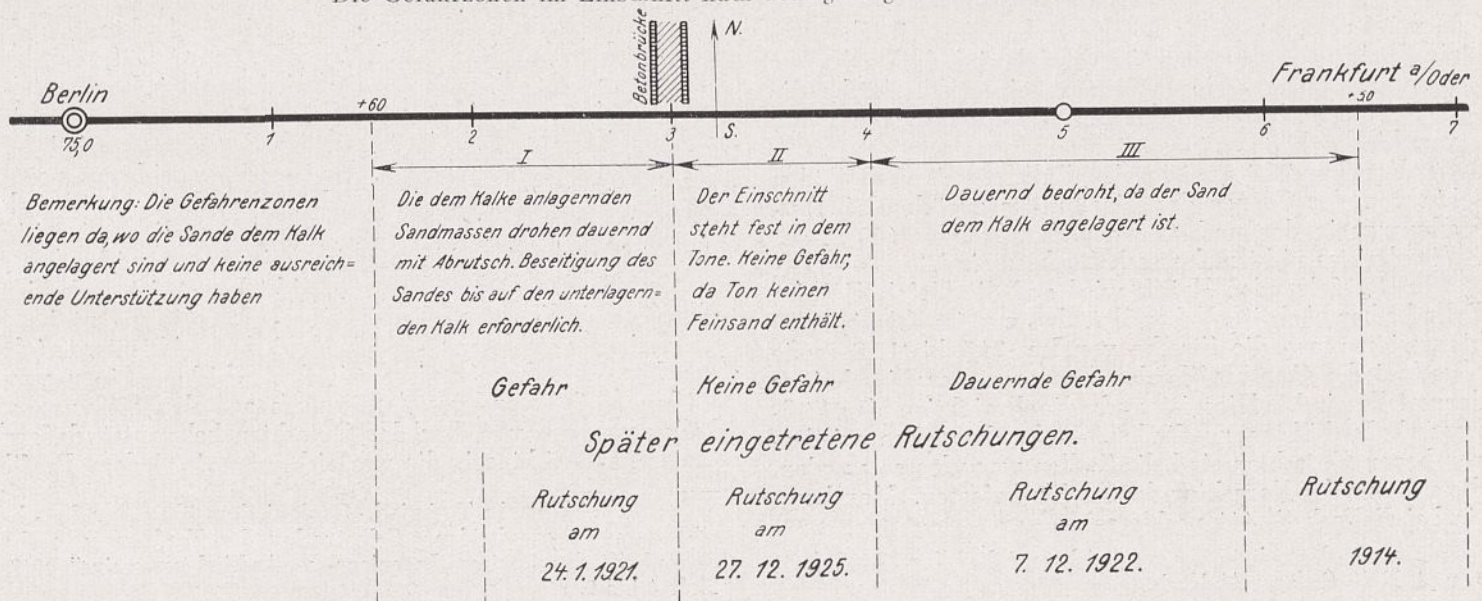 Die Gefahrzonen im Einschnitt nach
Betonbrücke
N.
Berlin
Frankfurt a/Oder
+60
+50
75,0
1
2
3
S.
4
5
6
7
I
II
III
Bemerkung: Die Gefahrenzonen
liegen da, wo die Sande dem Kalk
angelagert sind und keine ausreich=
ende Unterstützung haben
Die dem Kalke anlagernden
Sandmassen drohen dauernd
mit Abrutsch. Beseitigung des
Sandes bis auf den unterlagern=
den Kalk erforderlich.
Der Einschnitt
steht fest in dem
Tone. Keine Gefahr,
da Ton keinen
Feinsand enthält.
Dauernd bedroht, da der Sand
dem Kalk angelagert ist.
Gefahr
Keine Gefahr
Dauernde Gefahr
Später eingetretene Rutschungen.
Rutschung
am
24. 1. 1921.
Rutschung
am
27. 12. 1925.
Rutschung
am
7. 12. 1922.
Rutschung
1914.